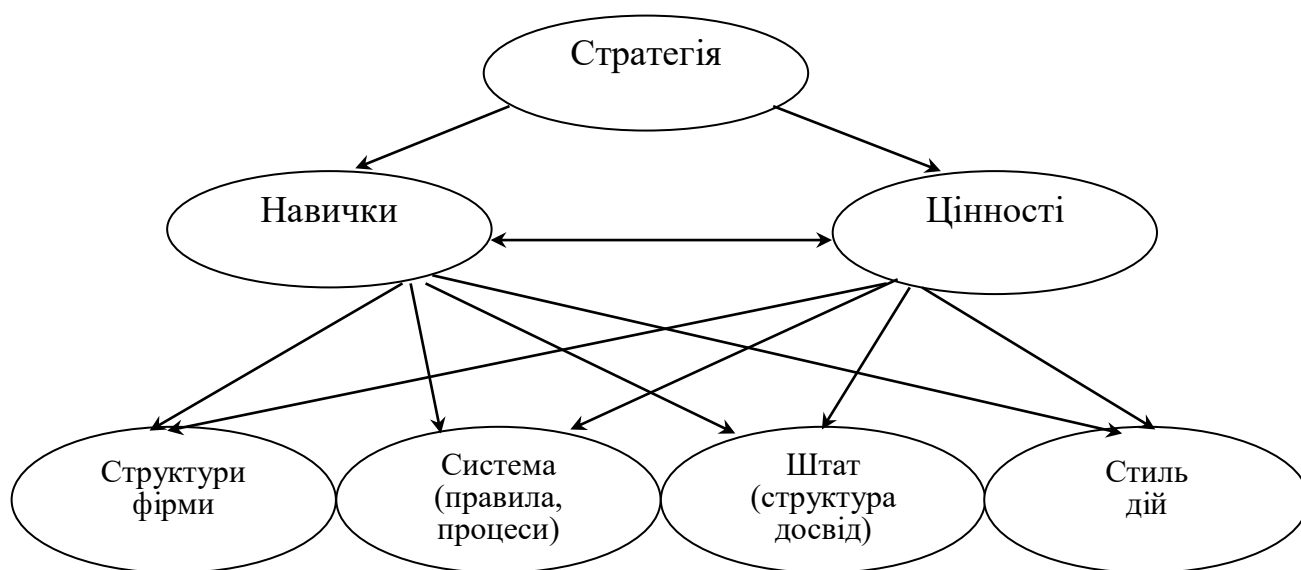 Стратегія
Навички
Цінності
Структури
фірми
Система
(правила,
процеси)
Штат
(структура
досвід)
Стиль
дій